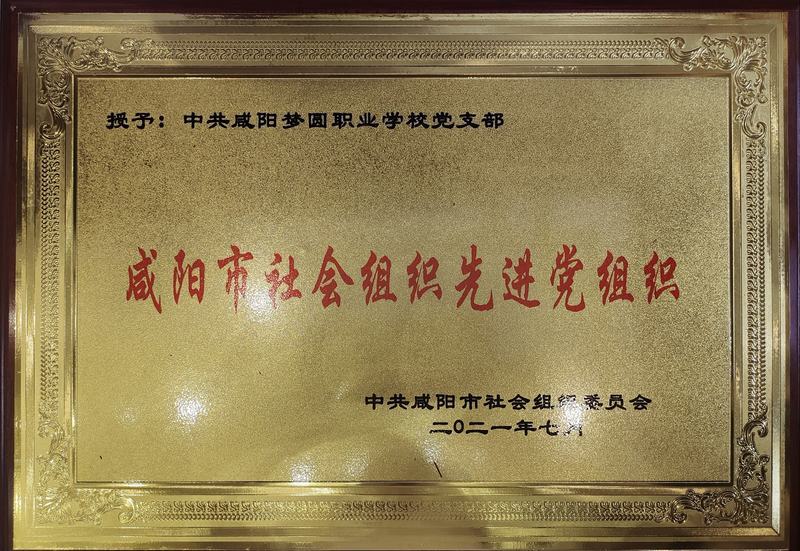 授予：中共咸阳梦圆职业学校党支部
咸阳市社会组织先进党组织
中共咸阳市社会组织委员会
二〇二一年七月